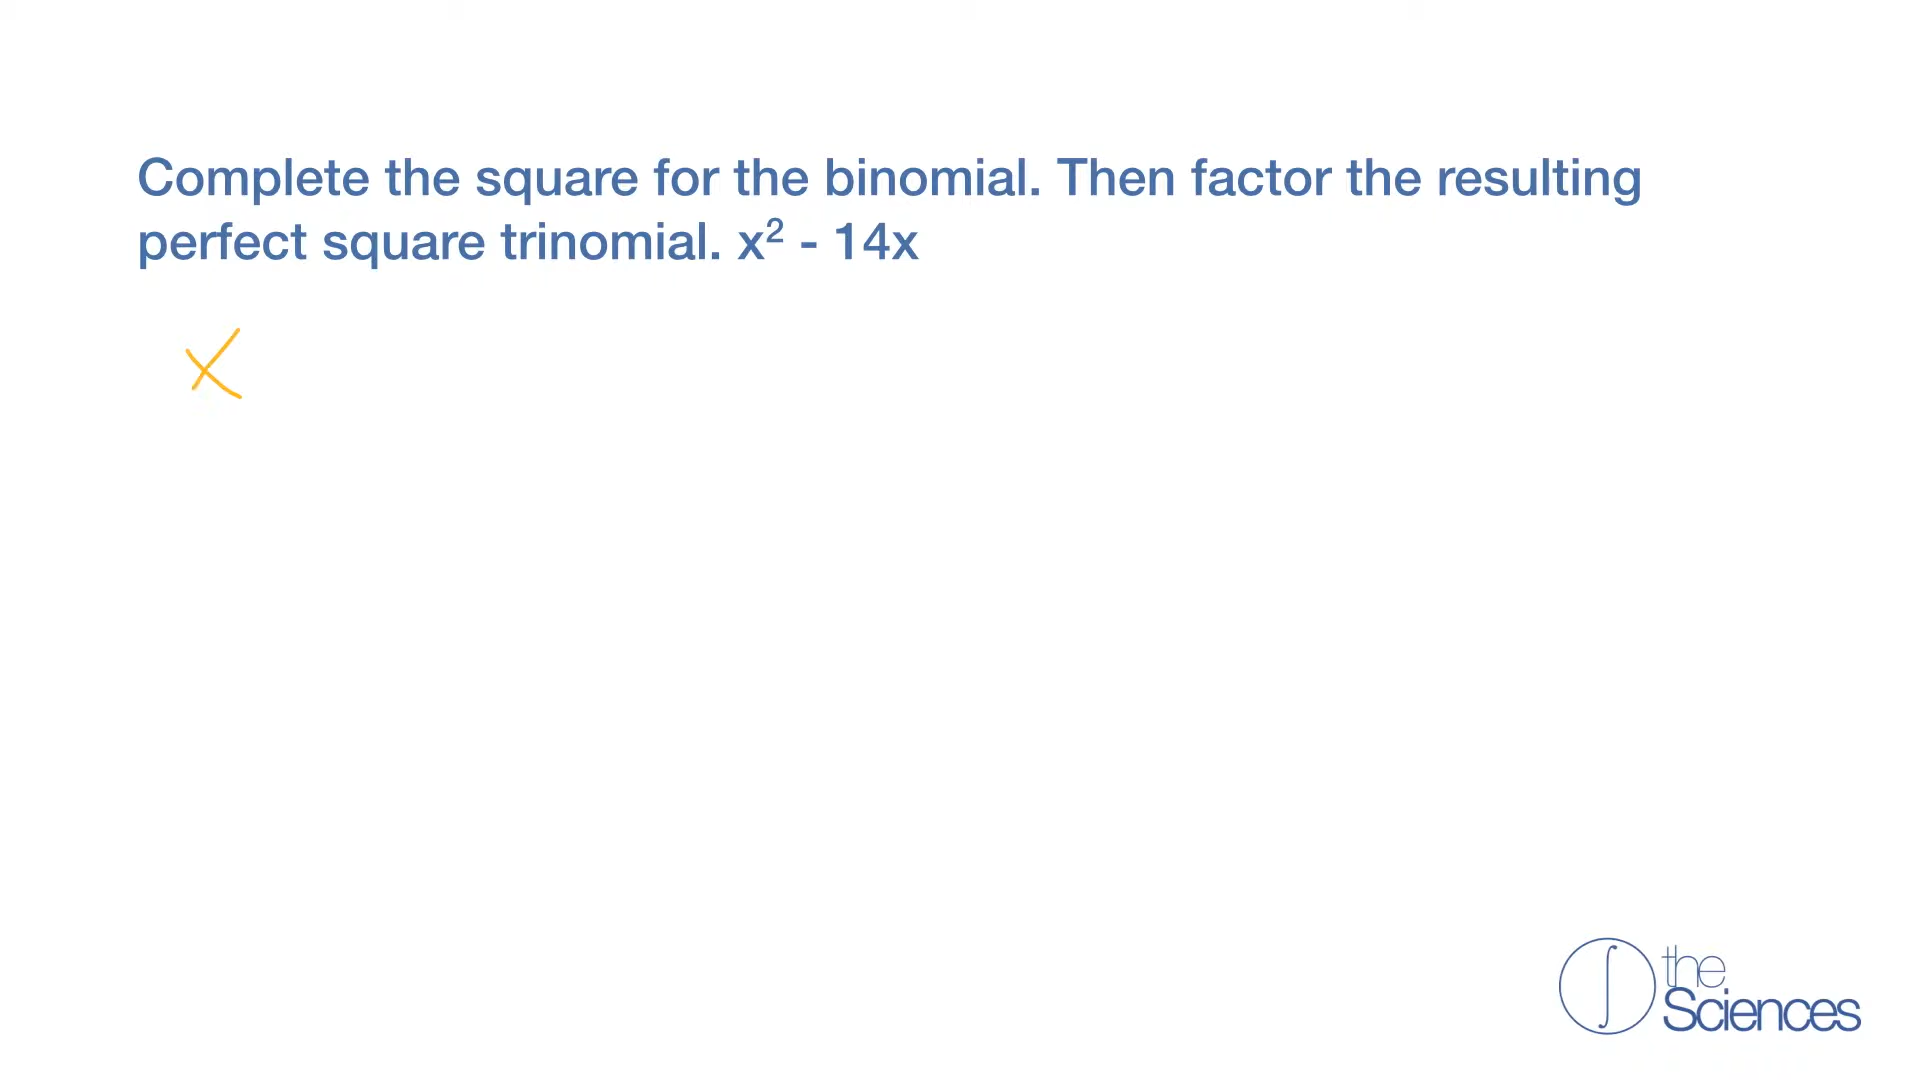 Complete the square for the binomial. Then factor the resulting
perfect square trinomial. x² - 14x
x
∫ the
Sciences